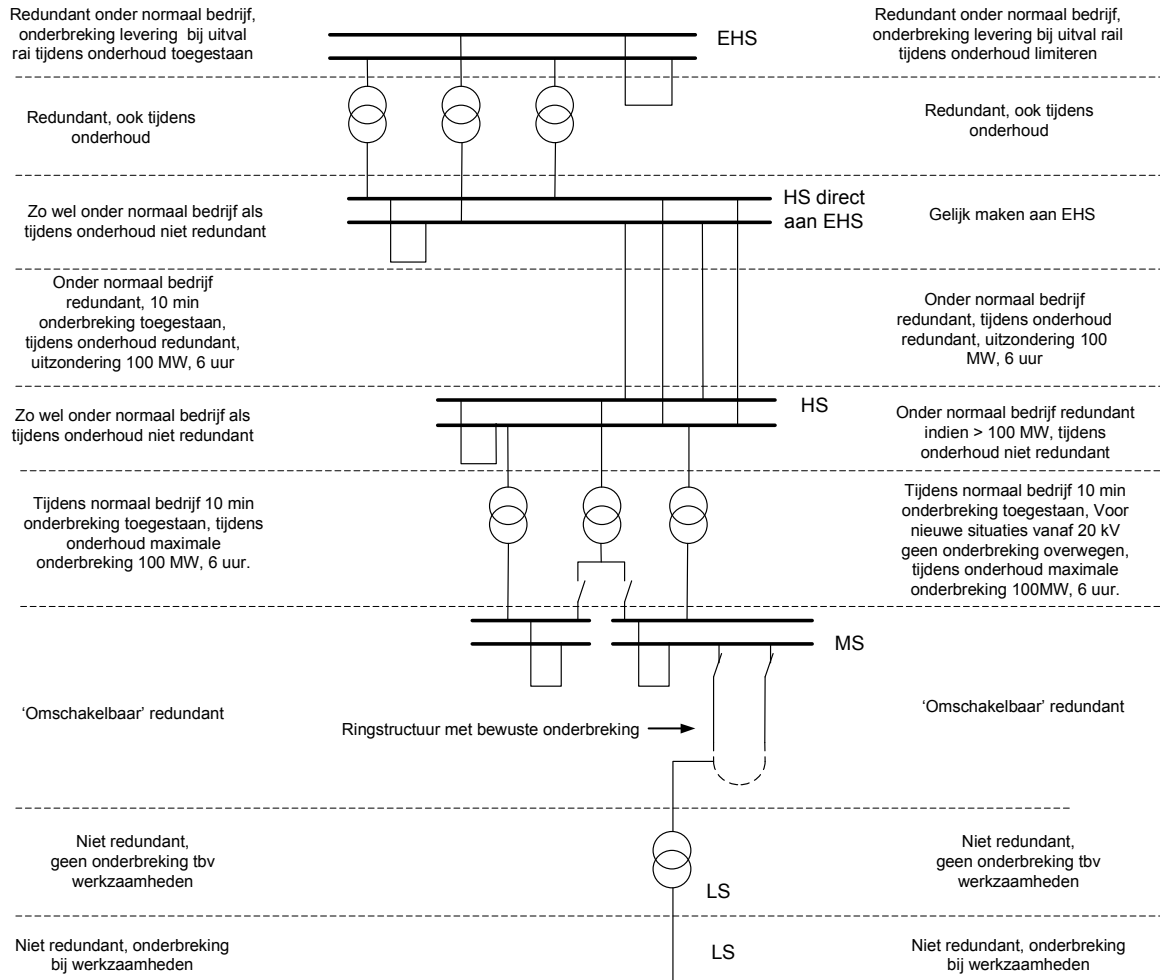 Redundant onder normaal bedrijf,
onderbreking levering bij uitval
rai tijdens onderhoud toegestaan
EHS
Redundant onder normaal bedrijf,
onderbreking levering bij uitval rail
tijdens onderhoud limiteren
Redundant, ook tijdens
onderhoud
Redundant, ook tijdens
onderhoud
Zo wel onder normaal bedrijf als
tijdens onderhoud niet redundant
HS direct
aan EHS
Gelijk maken aan EHS
Onder normaal bedrijf
redundant, 10 min
onderbreking toegestaan,
tijdens onderhoud redundant,
uitzondering 100 MW, 6 uur
Onder normaal bedrijf
redundant, tijdens onderhoud
redundant, uitzondering 100
MW, 6 uur
Zo wel onder normaal bedrijf als
tijdens onderhoud niet redundant
HS
Onder normaal bedrijf redundant
indien > 100 MW, tijdens
onderhoud niet redundant
Tijdens normaal bedrijf 10 min
onderbreking toegestaan, tijdens
onderhoud maximale
onderbreking 100 MW, 6 uur.
Tijdens normaal bedrijf 10 min
onderbreking toegestaan, Voor
nieuwe situaties vanaf 20 kV
geen onderbreking overwegen,
tijdens onderhoud maximale
onderbreking 100MW, 6 uur.
MS
‘Omschakelbaar’ redundant
Ringstructuur met bewuste onderbreking
‘Omschakelbaar’ redundant
Niet redundant,
geen onderbreking tbv
werkzaamheden
LS
Niet redundant,
geen onderbreking tbv
werkzaamheden
Niet redundant, onderbreking
bij werkzaamheden
LS
Niet redundant, onderbreking
bij werkzaamheden